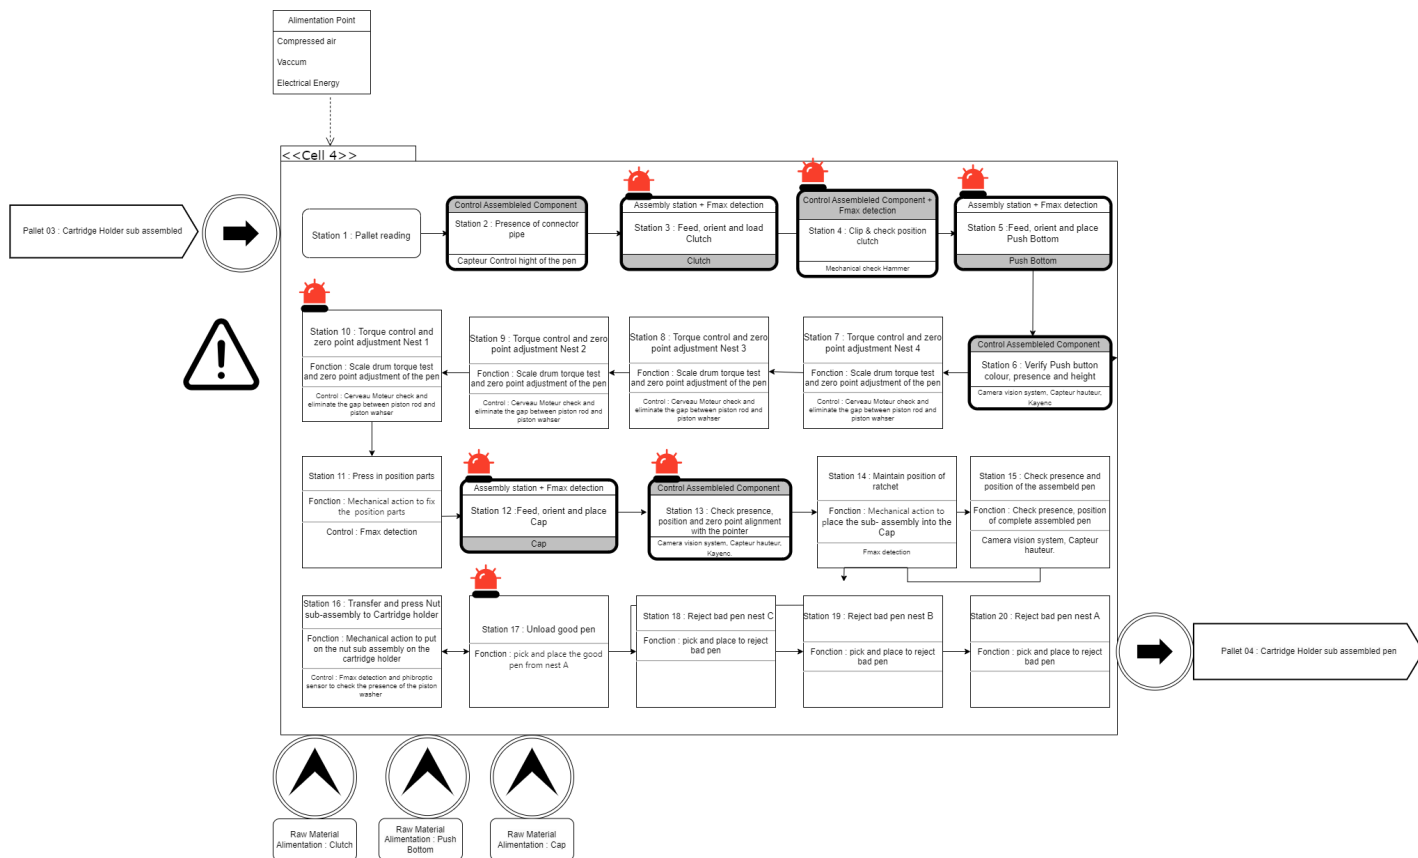 Alimentation Point
Compressed air
Vaccum
Electrical Energy
<<Cell 4>>
Pallet 03 : Cartridge Holder sub assembled
Station 1 : Pallet reading
Control Assembleled Component
Station 2 : Presence of connector
pipe
Capteur Control hight of the pen
Assembly station + Fmax detection
Station 3 : Feed, orient and load
Clutch
Clutch
Control Assembleled Component +
Fmax detection
Station 4 : Clip & check position
clutch
Mechanical check Hammer
Assembly station + Fmax detection
Station 5 :Feed, orient and place
Push Bottom
Push Bottom
Station 10 : Torque control and
zero point adjustment Nest 1
Fonction : Scale drum torque test
and zero point adjustment of the pen
Control : Cerveau Moteur check and
eliminate the gap between piston rod and
piston wahser
Station 9 : Torque control and zero
point adjustment Nest 2
Fonction : Scale drum torque test
and zero point adjustment of the pen
Control : Cerveau Moteur check and
eliminate the gap between piston rod and
piston wahser
Station 8 : Torque control and zero
point adjustment Nest 3
Fonction : Scale drum torque test
and zero point adjustment of the pen
Control : Cerveau Moteur check and
eliminate the gap between piston rod and
piston wahser
Station 7 : Torque control and zero
point adjustment Nest 4
Fonction : Scale drum torque test
and zero point adjustment of the pen
Control : Cerveau Moteur check and
eliminate the gap between piston rod and
piston wahser
Control Assembleled Component
Station 6 : Verify Push button
colour, presence and height
Camera vision system, Capteur hauteur,
Kayenc
Station 11 : Press in position parts
Fonction : Mechanical action to fix
the position parts
Control : Fmax detection
Assembly station + Fmax detection
Station 12 :Feed, orient and place
Cap
Cap
Control Assembleled Component
Station 13 : Check presence,
position and zero point alignment
with the pointer
Camera vision system, Capteur hauteur,
Kayenc.
Station 14 : Maintain position of
ratchet
Fonction : Mechanical action to
place the sub- assembly into the
Cap
Fmax detection
Station 15 : Check presence and
position of the assembeld pen
Fonction : Check presence, position
of complete assembled pen
Camera vision system, Capteur
hauteur.
Station 16 : Transfer and press Nut
sub-assembly to Cartridge holder
Fonction : Mechanical action to put
on the nut sub assembly on the
cartridge holder
Control : Fmax detection and phibroptic
sensor to check the presence of the piston
washer
Station 17 : Unload good pen
Fonction : pick and place the good
pen from nest A
Station 18 : Reject bad pen nest C
Fonction : pick and place to reject
bad pen
Station 19 : Reject bad pen nest B
Fonction : pick and place to reject
bad pen
Station 20 : Reject bad pen nest A
Fonction : pick and place to reject
bad pen
Pallet 04 : Cartridge Holder sub assembled pen
Raw Material
Alimentation : Clutch
Raw Material
Alimentation : Push
Bottom
Raw Material
Alimentation : Cap